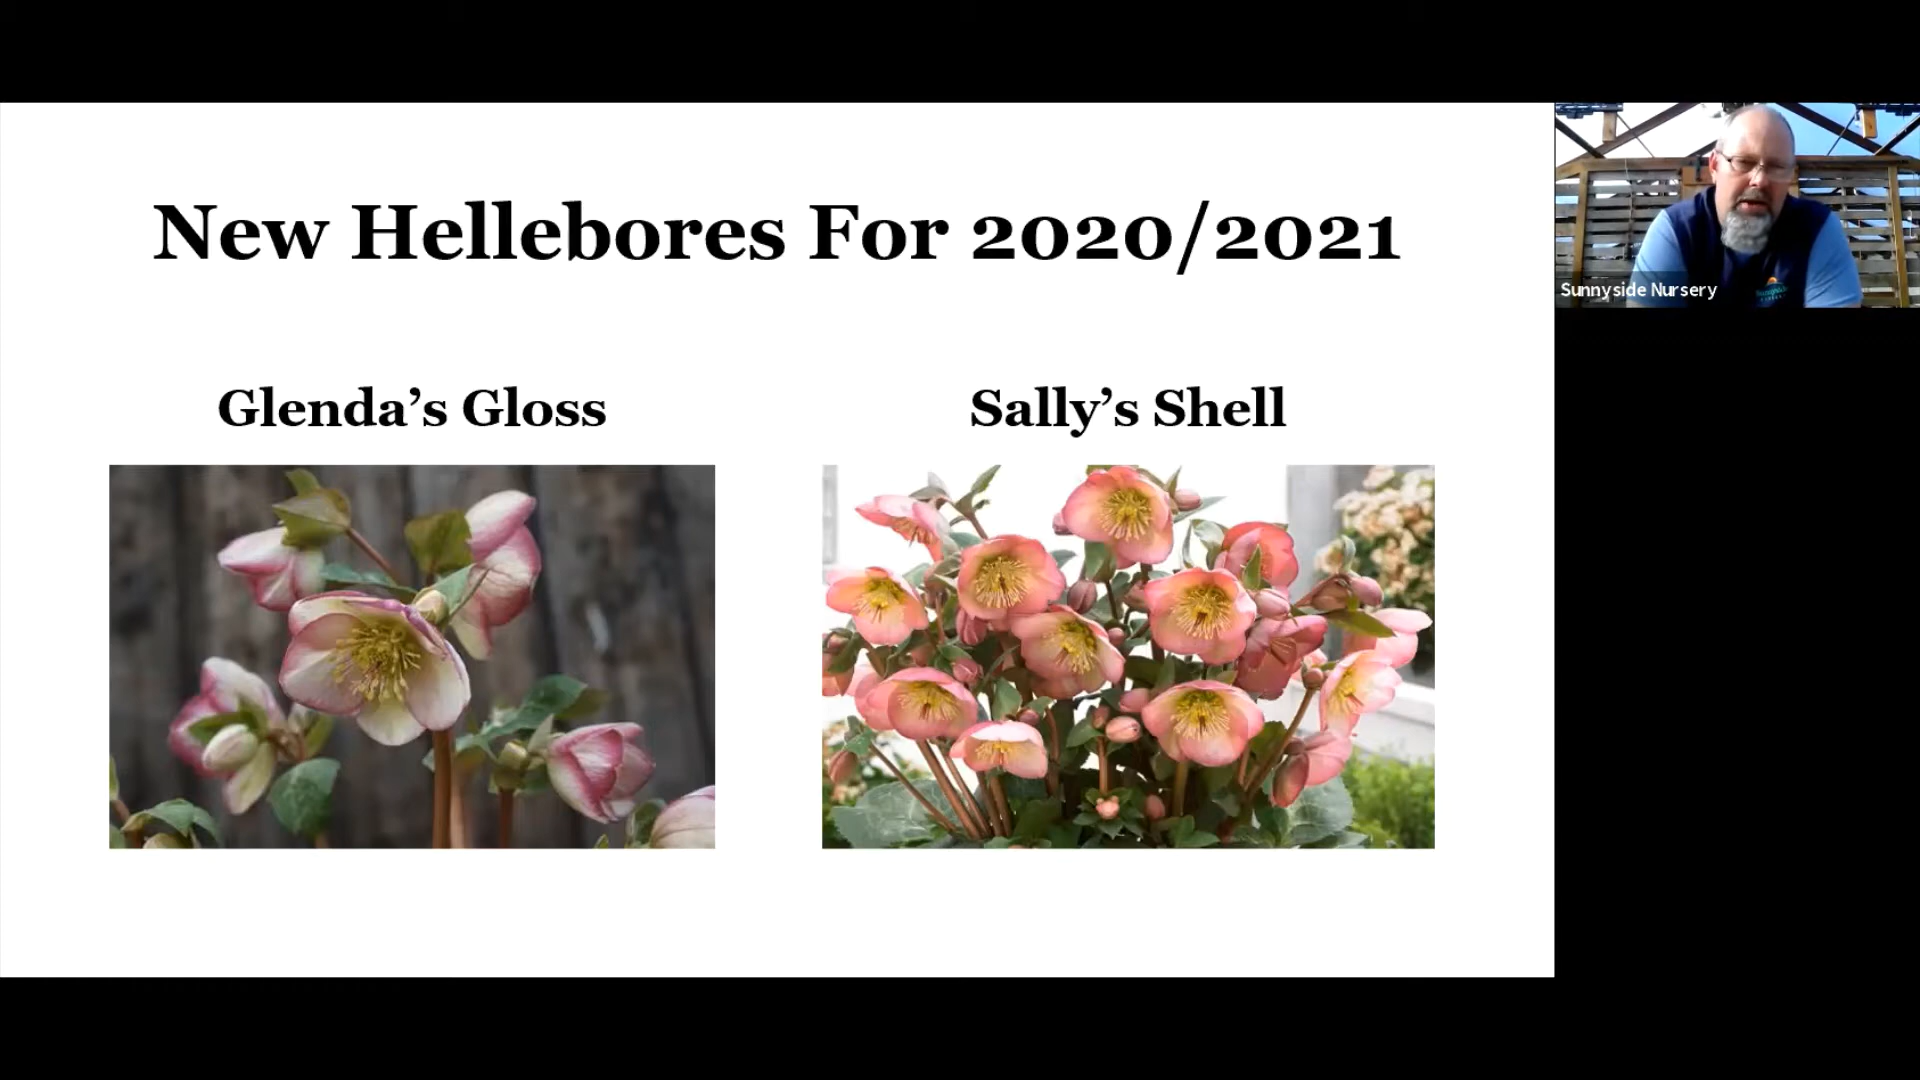 New Hellebores For 2020/2021
Glenda’s Gloss
Sally’s Shell
Sunnyside Nursery